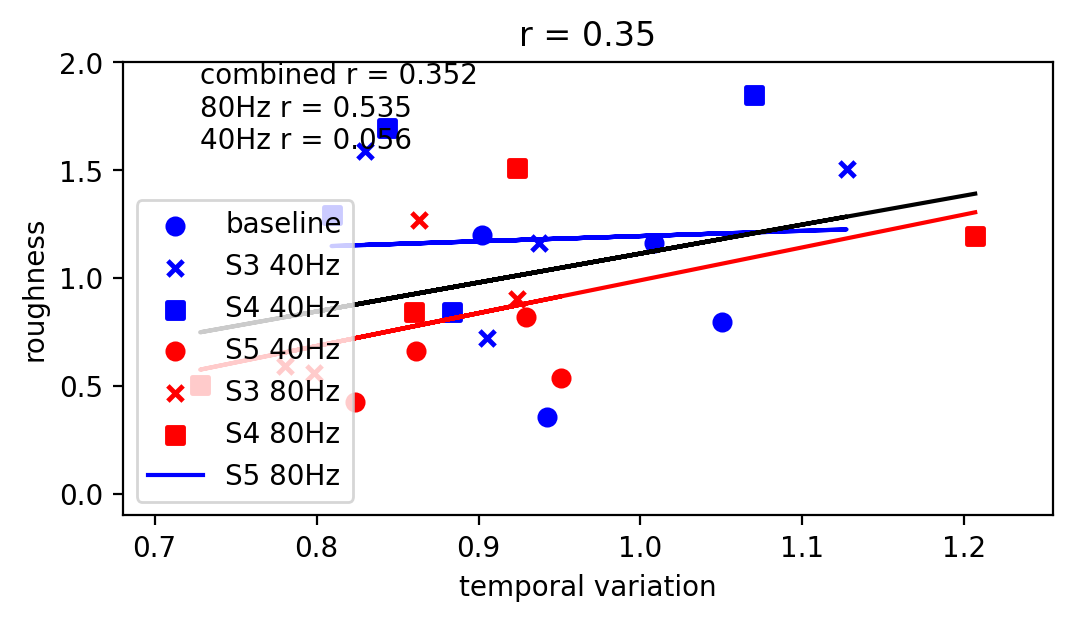 r = 0.35
combined r = 0.352
80Hz r = 0.535
40Hz r = 0.056
2.0
1.5
1.0
0.5
0.0
roughness
baseline
S3 40Hz
S4 40Hz
S5 40Hz
S3 80Hz
S4 80Hz
S5 80Hz
0.7 0.8 0.9 1.0 1.1 1.2
temporal variation